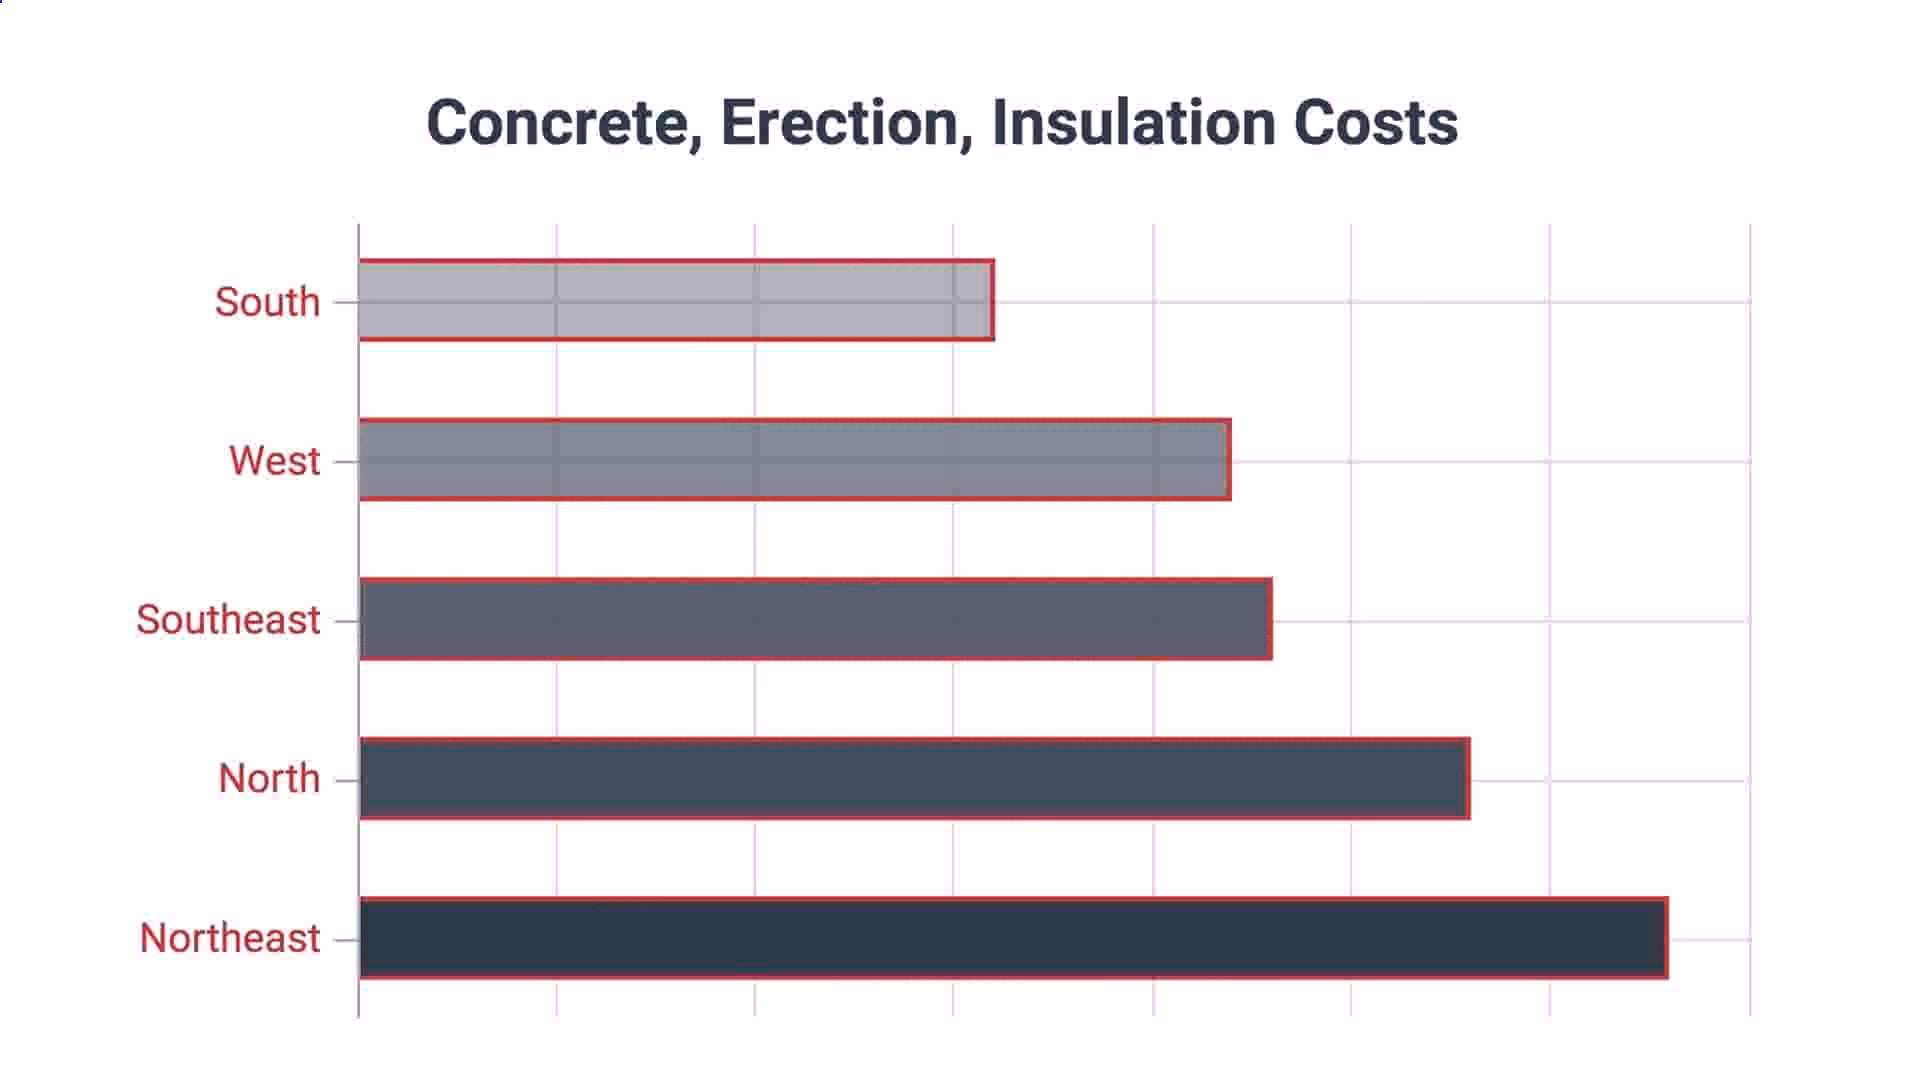 Concrete, Erection, Insulation Costs
South
West
Southeast
North
Northeast